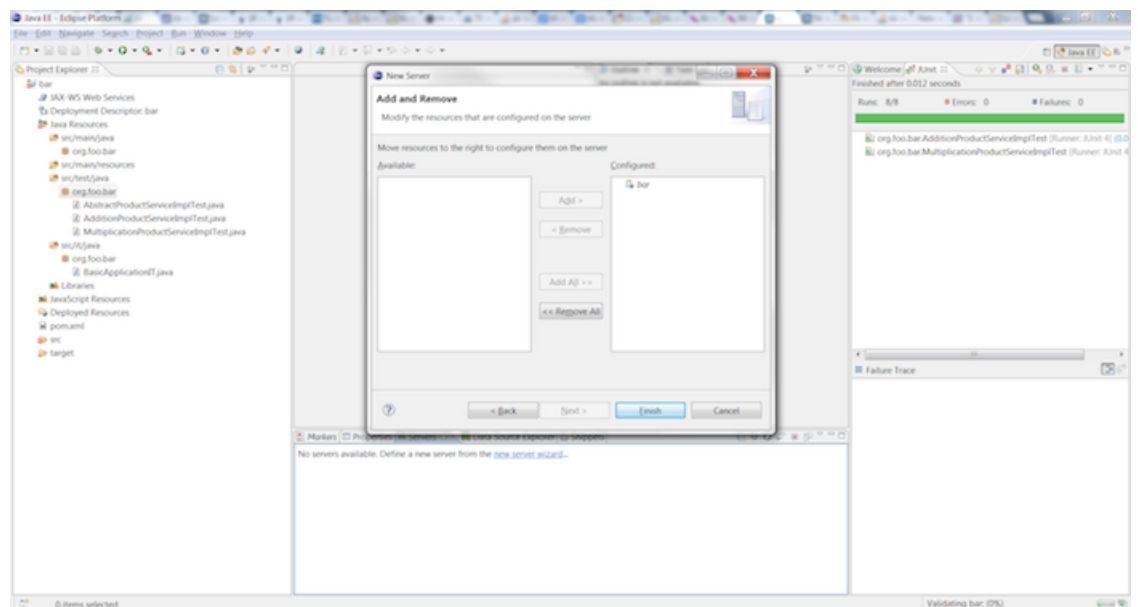 Java EE - Eclipse Platform
File Edit Navigate Search Project Run Window Help
Java EE
Project Explorer
bar
JAX-WS Web Services
Deployment Descriptor: bar
Java Resources
src/main/java
org.foo.bar
src/main/resources
src/test/java
org.foo.bar
AbstractProductServiceImplTest.java
AdditionProductServiceImplTest.java
MultiplicationProductServiceImplTest.java
src/it/java
org.foo.bar
BasicApplicationIT.java
Libraries
JavaScript Resources
Deployed Resources
pom.xml
src
target
New Server
Add and Remove
Modify the resources that are configured on the server
Move resources to the right to configure them on the server
Available:
Configured:
bar
Add >
< Remove
Add All >>
<< Remove All
< Back
Next >
Finish
Cancel
Markers Properties Servers Data Source Explorer Snippets
No servers available. Define a new server from the new server wizard...
Welcome JUnit
Finished after 0.012 seconds
Runs: 8/8 Errors: 0 Failures: 0
org.foo.bar.AdditionProductServiceImplTest [Runner: JUnit 4] (0.0
org.foo.bar.MultiplicationProductServiceImplTest [Runner: JUnit 4
Failure Trace
0 items selected
Validating bar: (0%)